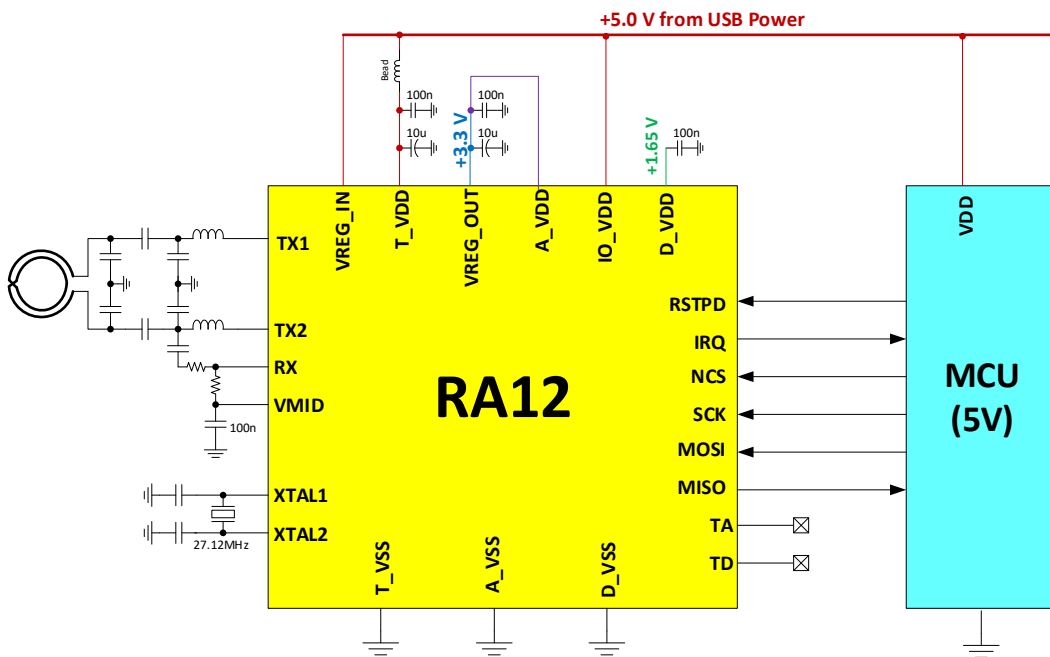 +5.0 V from USB Power
Bead
100n
10u
+3.3 V
100n
10u
+1.65 V
100n
VREG_IN
T_VDD
VREG_OUT
A_VDD
IO_VDD
D_VDD
VDD
TX1
TX2
RX
VMID
100n
XTAL1
XTAL2
27.12MHz
RA12
RSTPD
IRQ
NCS
SCK
MOSI
MISO
TA
TD
MCU
(5V)
T_VSS
A_VSS
D_VSS